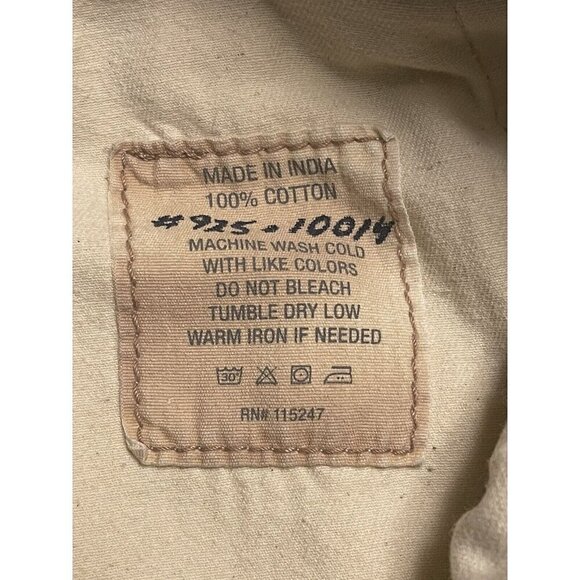 MADE IN INDIA
100% COTTON
#925-10014
MACHINE WASH COLD
WITH LIKE COLORS
DO NOT BLEACH
TUMBLE DRY LOW
WARM IRON IF NEEDED
30°
RN# 115247